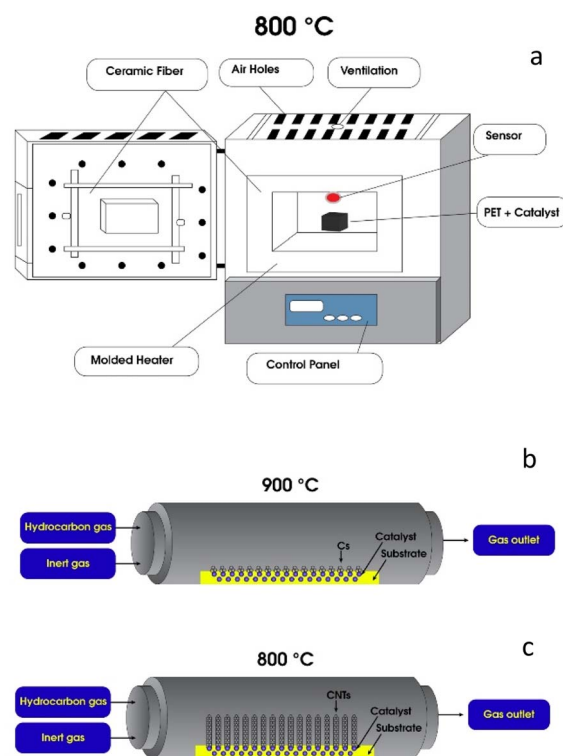 800 °C
a
Ceramic Fiber
Air Holes
Ventilation
Sensor
PET + Catalyst
Molded Heater
Control Panel
b
900 °C
Hydrocarbon gas
Inert gas
Cs
Catalyst
Substrate
Gas outlet
c
800 °C
Hydrocarbon gas
Inert gas
CNTs
Catalyst
Substrate
Gas outlet